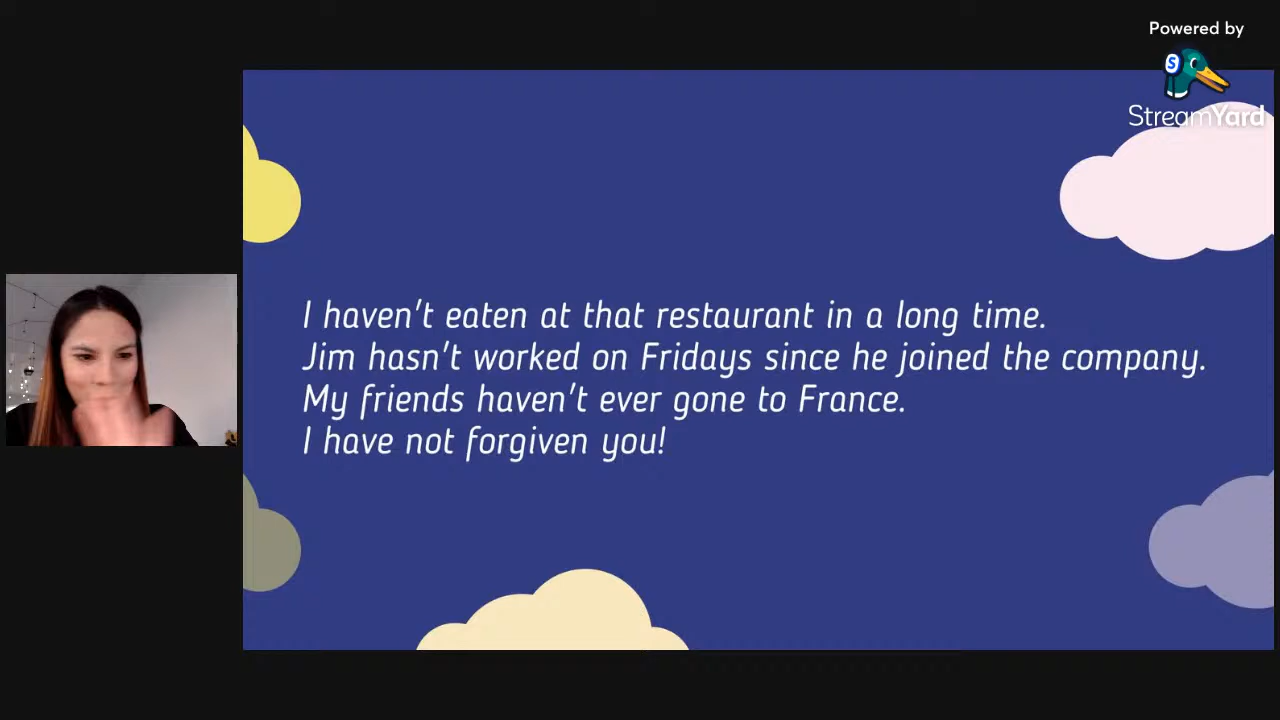 Powered by
S
StreamYard
I haven't eaten at that restaurant in a long time.
Jim hasn't worked on Fridays since he joined the company.
My friends haven't ever gone to France.
I have not forgiven you!